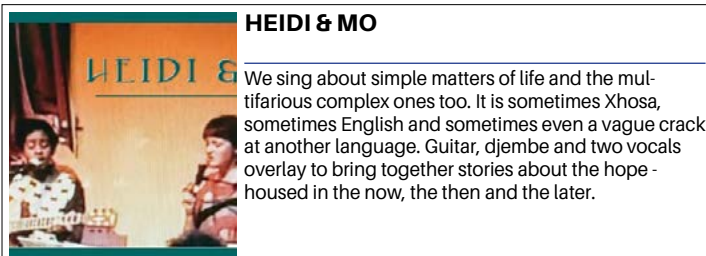 HEIDI & MO
HEIDI &
We sing about simple matters of life and the mul-
tifarious complex ones too. It is sometimes Xhosa,
sometimes English and sometimes even a vague crack
at another language. Guitar, djembe and two vocals
overlay to bring together stories about the hope -
housed in the now, the then and the later.